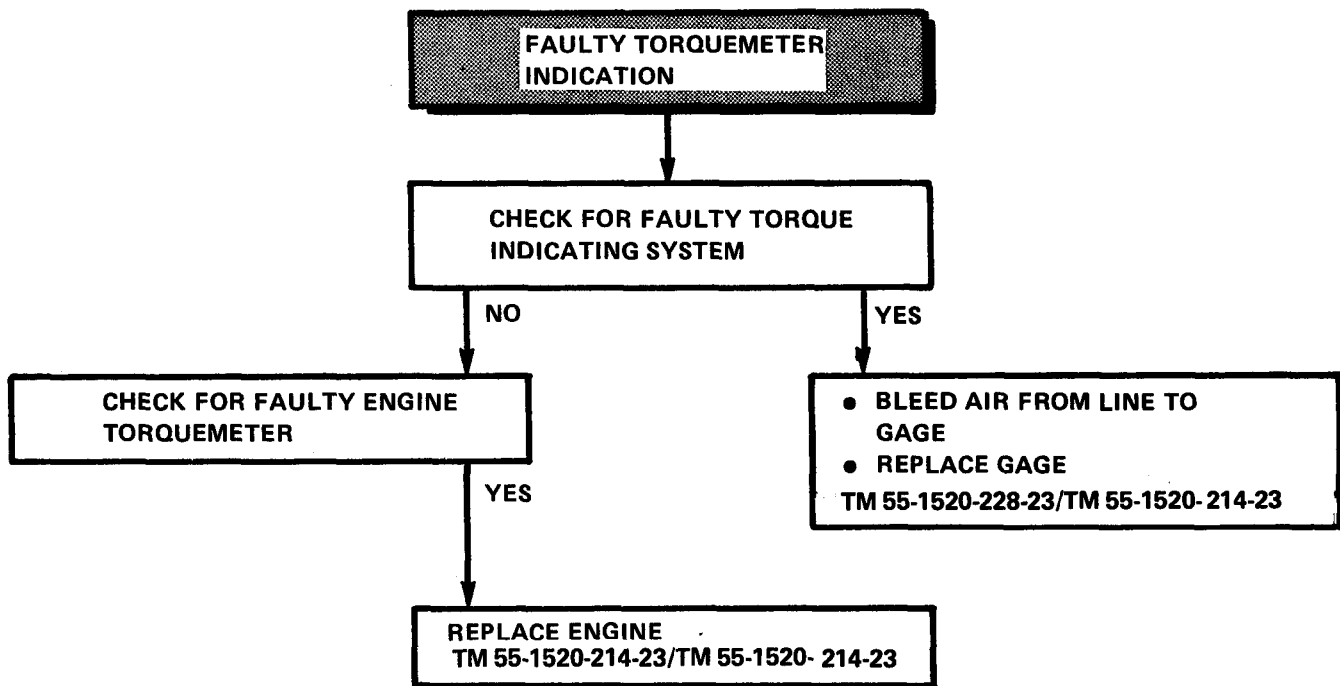 FAULTY TORQUEMETER
INDICATION
CHECK FOR FAULTY TORQUE
INDICATING SYSTEM
NO
YES
CHECK FOR FAULTY ENGINE
TORQUEMETER
● BLEED AIR FROM LINE TO
GAGE
● REPLACE GAGE
TM 55-1520-228-23/TM 55-1520-214-23
YES
REPLACE ENGINE
TM 55-1520-214-23/TM 55-1520-214-23